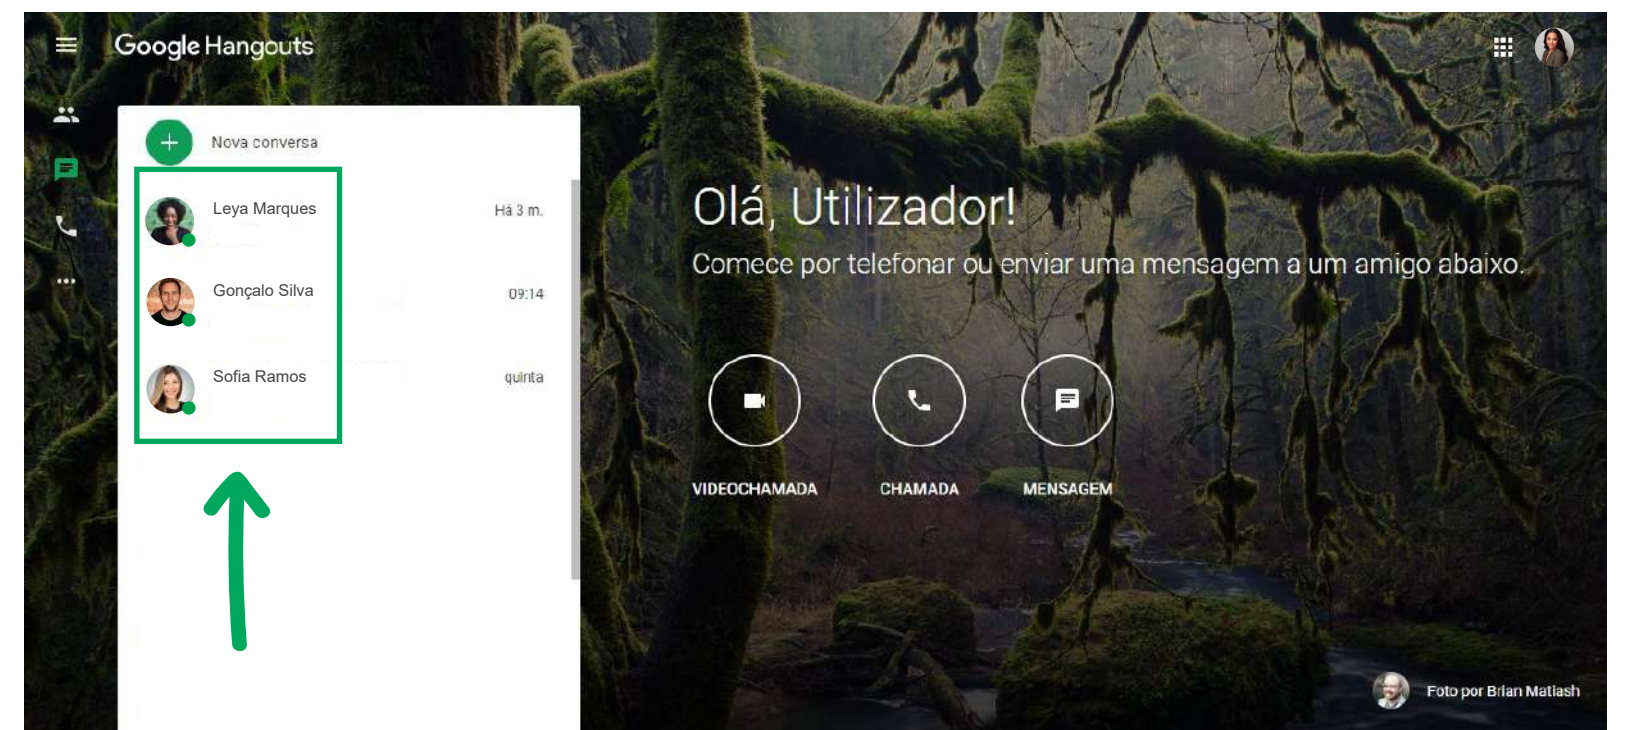 Google Hangouts
Nova conversa
Leya Marques
Há 3 m.
Gonçalo Silva
09:14
Sofia Ramos
quinta
Olá, Utilizador!
Comece por telefonar ou enviar uma mensagem a um amigo abaixo.
VIDEOCHAMADA
CHAMADA
MENSAGEM
Foto por Brian Matiash